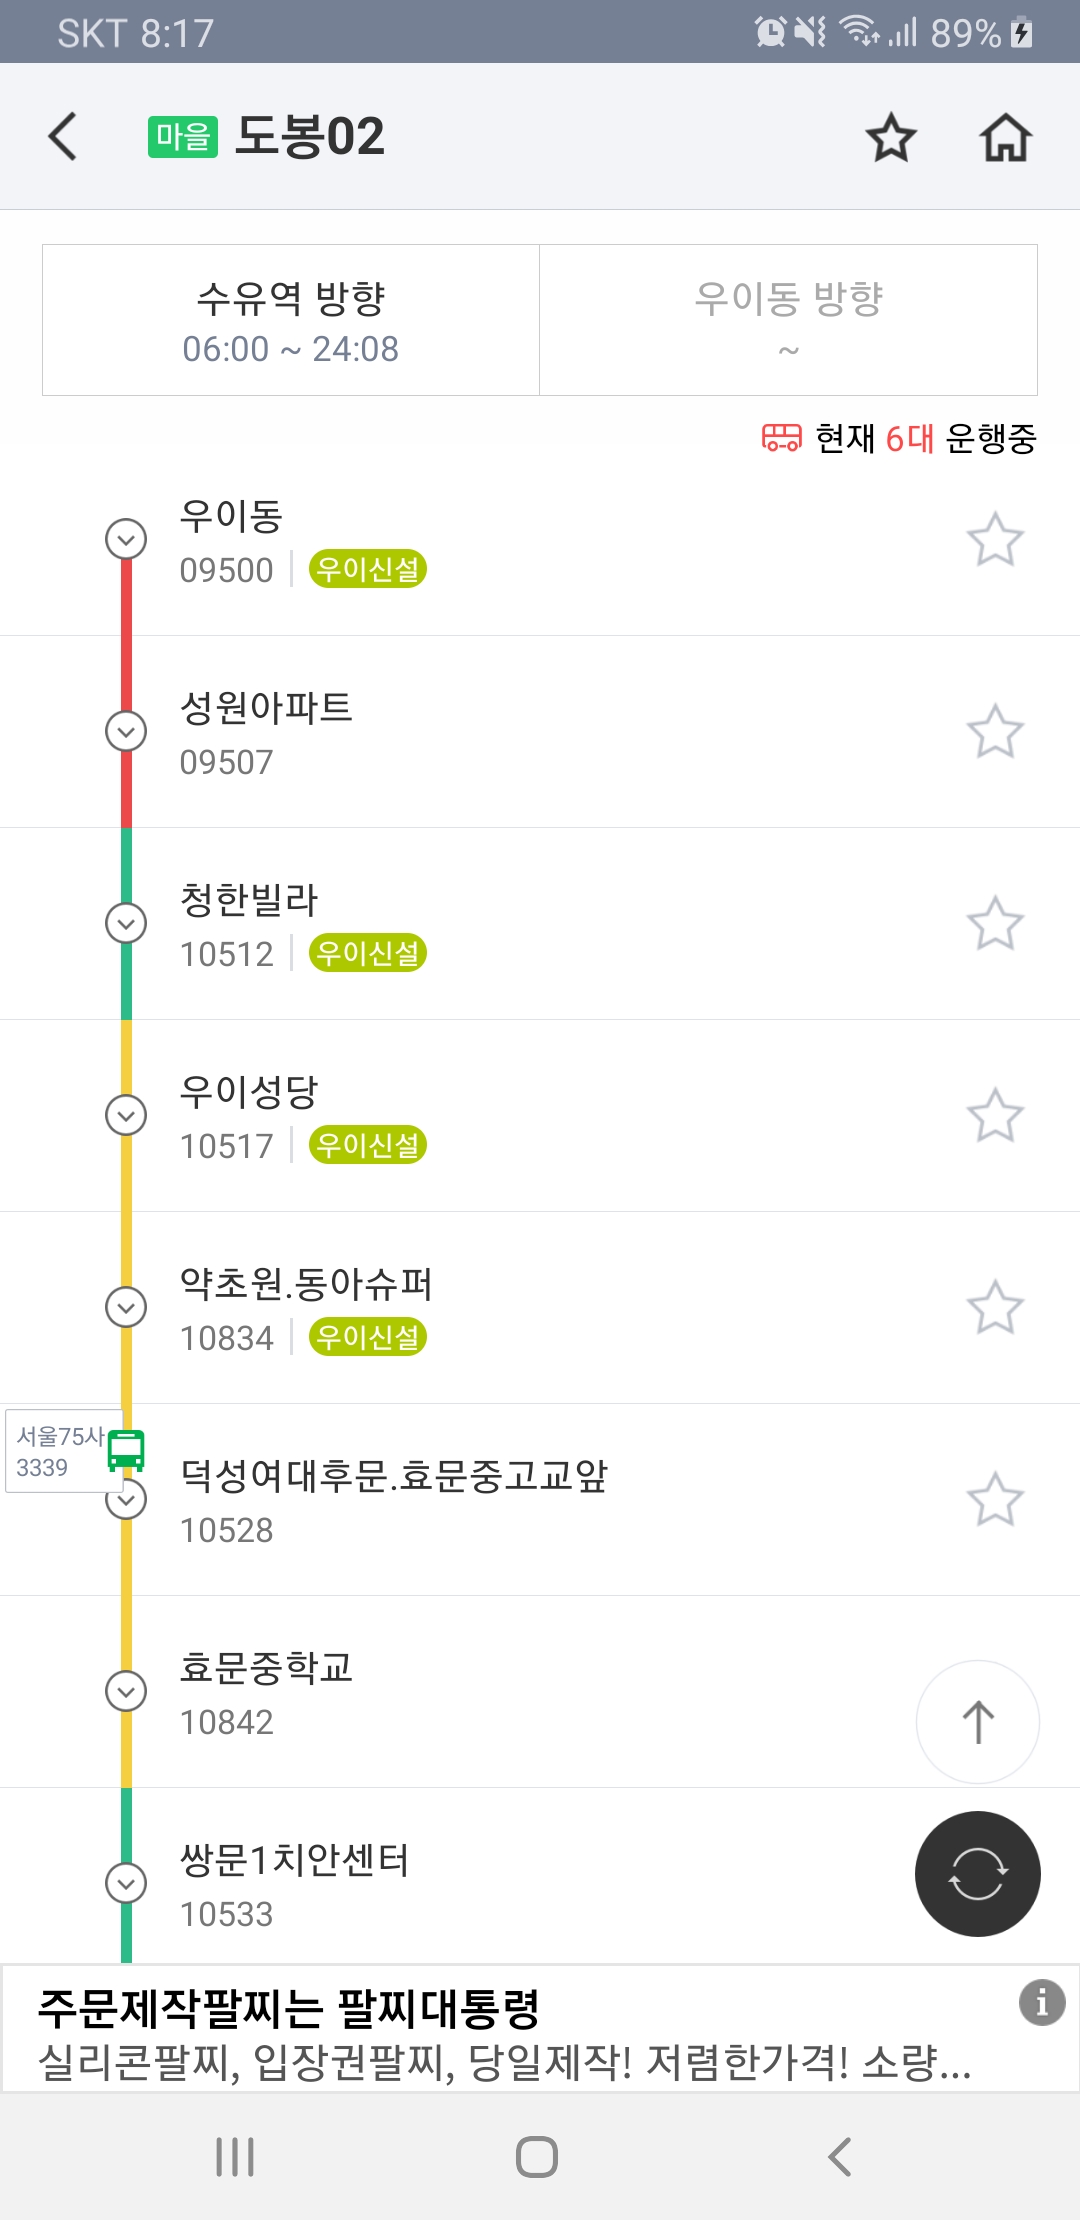 SKT 8:17
89%
마을 도봉02
수유역 방향
06:00 ~ 24:08
우이동 방향
~
현재 6대 운행중
우이동
09500 우이신설
성원아파트
09507
청한빌라
10512 우이신설
우이성당
10517 우이신설
약초원.동아슈퍼
10834 우이신설
서울75사
3339
덕성여대후문.효문중고교앞
10528
효문중학교
10842
쌍문1치안센터
10533
주문제작팔찌는 팔찌대통령
실리콘팔찌, 입장권팔찌, 당일제작! 저렴한가격! 소량...